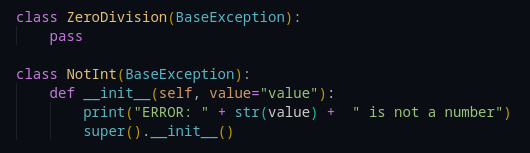 class ZeroDivision(BaseException):
    pass

class NotInt(BaseException):
    def __init__(self, value="value"):
        print("ERROR: " + str(value) +  " is not a number")
        super().__init__()